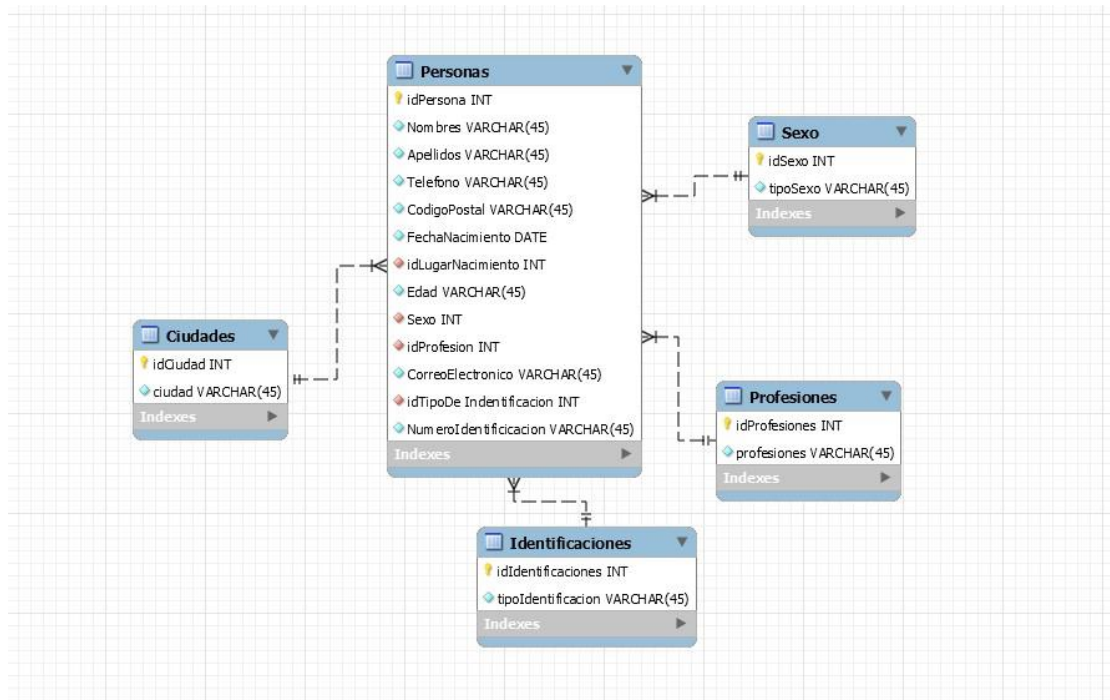 Personas
idPersona INT
Nombres VARCHAR(45)
Apellidos VARCHAR(45)
Telefono VARCHAR(45)
CodigoPostal VARCHAR(45)
FechaNacimiento DATE
idLugarNacimiento INT
Edad VARCHAR(45)
Sexo INT
idProfesion INT
CorreoElectronico VARCHAR(45)
idTipoDe Indentificacion INT
NumeroIdentificicacion VARCHAR(45)
Indexes
Sexo
idSexo INT
tipoSexo VARCHAR(45)
Indexes
Ciudades
idCiudad INT
ciudad VARCHAR(45)
Indexes
Profesiones
idProfesiones INT
profesiones VARCHAR(45)
Indexes
Identificaciones
idIdentificaciones INT
tipoIdentificacion VARCHAR(45)
Indexes